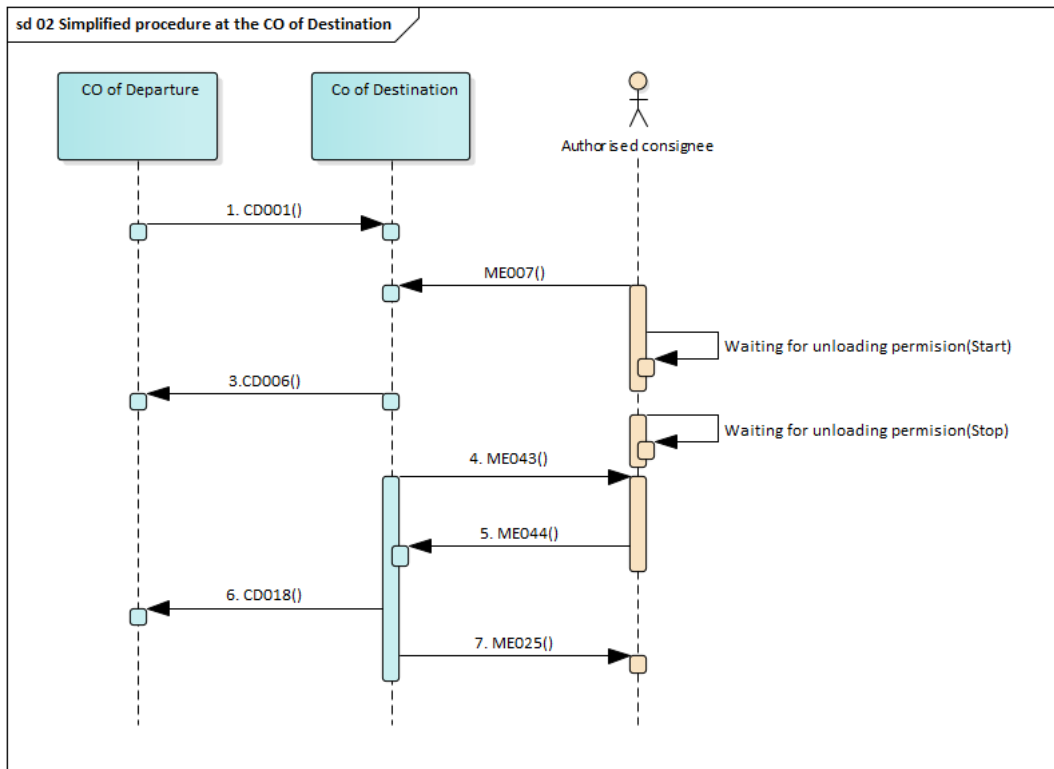 sd 02 Simplified procedure at the CO of Destination
CO of Departure
Co of Destination
Authorised consignee
1. CD001()
ME007()
Waiting for unloading permision(Start)
3.CD006()
Waiting for unloading permision(Stop)
4. ME043()
5. ME044()
6. CD018()
7. ME025()